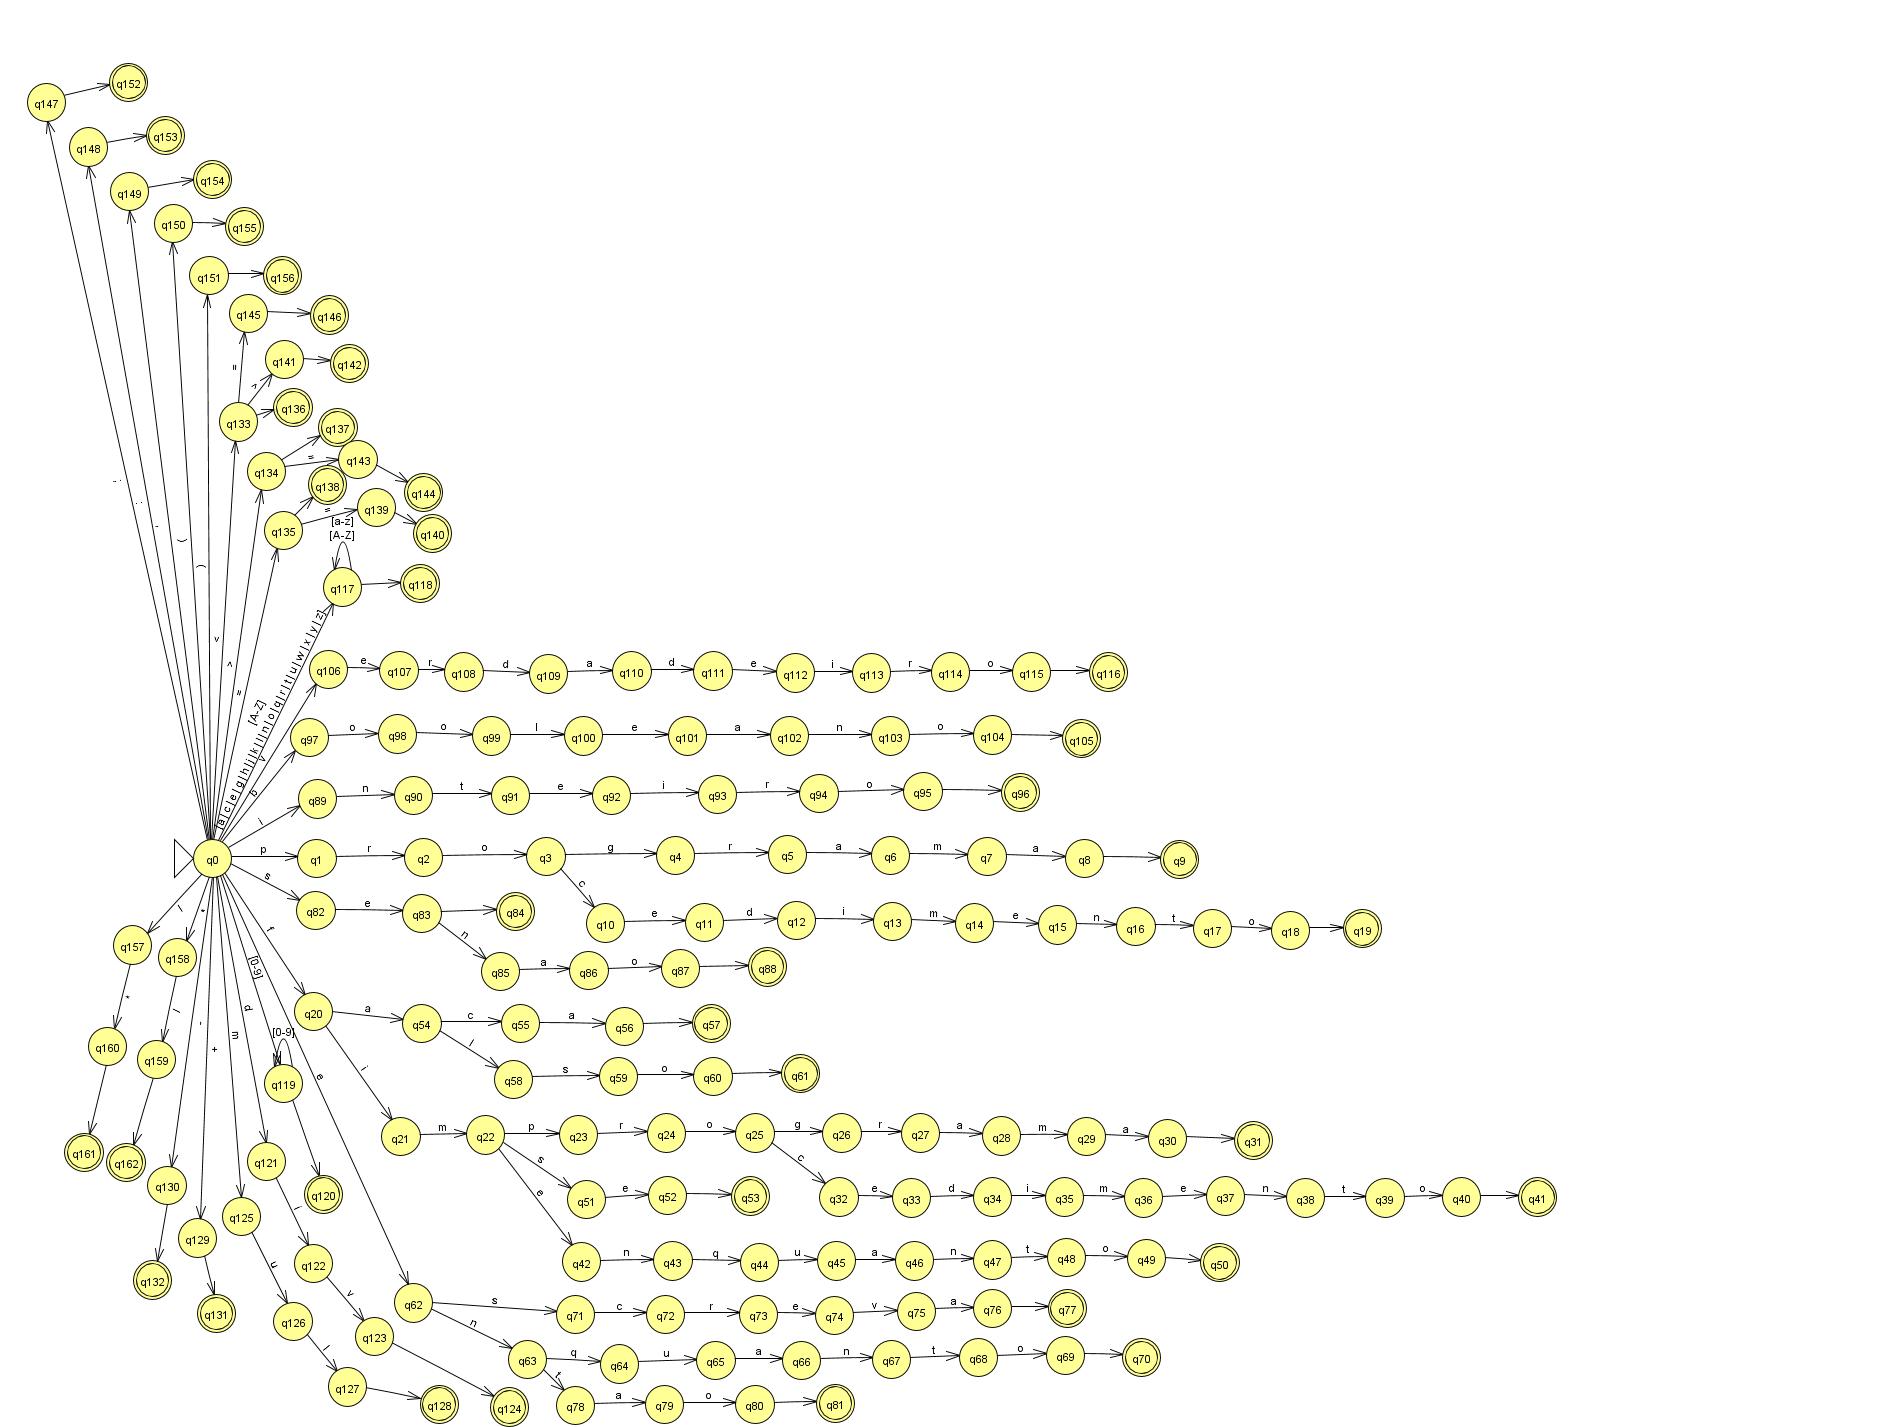 q147
q152
q148
q153
q149
q154
q150
q155
q151
q156
q145
q146
=
q141
q142
q133
q136
q137
q134
=
q143
q138
q144
q135
=
q139
q140
[a-z]
[A-Z]
q117
q118
;
:
)
(
[A-Z]
q106 e q107 r q108 d q109 a q110 d q111 e q112 i q113 r q114 o q115 q116
v
q97 o q98 o q99 l q100 e q101 a q102 n q103 o q104 q105
b
q89 n q90 t q91 e q92 i q93 r q94 o q95 q96
i
q0 p q1 r q2 o q3 g q4 r q5 a q6 m q7 a q8 q9
s q82 e q83 q84
c q10 e q11 d q12 i q13 m q14 e q15 n q16 t q17 o q18 q19
n q85 a q86 o q87 q88
q157
*
q158
[0-9]
f
q20 a q54 c q55 a q56 q57
l q58 s q59 o q60 q61
*
q160
/
q159
-
+
m
d
[0-9]
q119
e
i
q21 m q22 p q23 r q24 o q25 g q26 r q27 a q28 m q29 a q30 q31
q161
q162
s q51 e q52 q53
c q32 e q33 d q34 i q35 m q36 e q37 n q38 t q39 o q40 q41
q130
q121
q120
q125
q129
e q42 n q43 q q44 u q45 a q46 n q47 t q48 o q49 q50
i
q122
q132
q131
u
v
q62 s q71 c q72 r q73 e q74 v q75 a q76 q77
q126
q123
n q63 q q64 u q65 a q66 n q67 t q68 o q69 q70
l
q127 q128
q124
t q78 a q79 o q80 q81